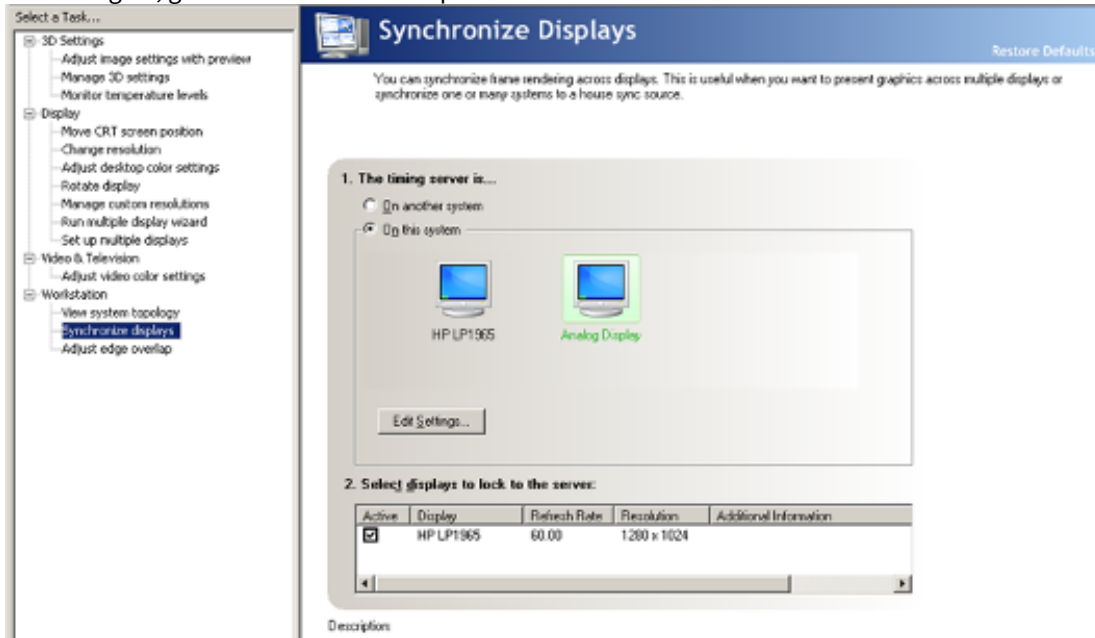 Select a Task...
3D Settings
Adjust image settings with preview
Manage 3D settings
Monitor temperature levels
Display
Move CRT screen position
Change resolution
Adjust desktop color settings
Rotate display
Manage custom resolutions
Run multiple display wizard
Set up multiple displays
Video & Television
Adjust video color settings
Workstation
View system topology
Synchronize displays
Adjust edge overlap
Synchronize Displays
Restore Defaults
You can synchronize frame rendering across displays. This is useful when you want to present graphics across multiple displays or
synchronize one or many systems to a house sync source.
1. The timing server is...
On another system
On this system
HP LP1965 Analog Display
Edit Settings...
2. Select displays to lock to the server:
Active Display Refresh Rate Resolution Additional Information
HP LP1965 60.00 1280 x 1024
Description: